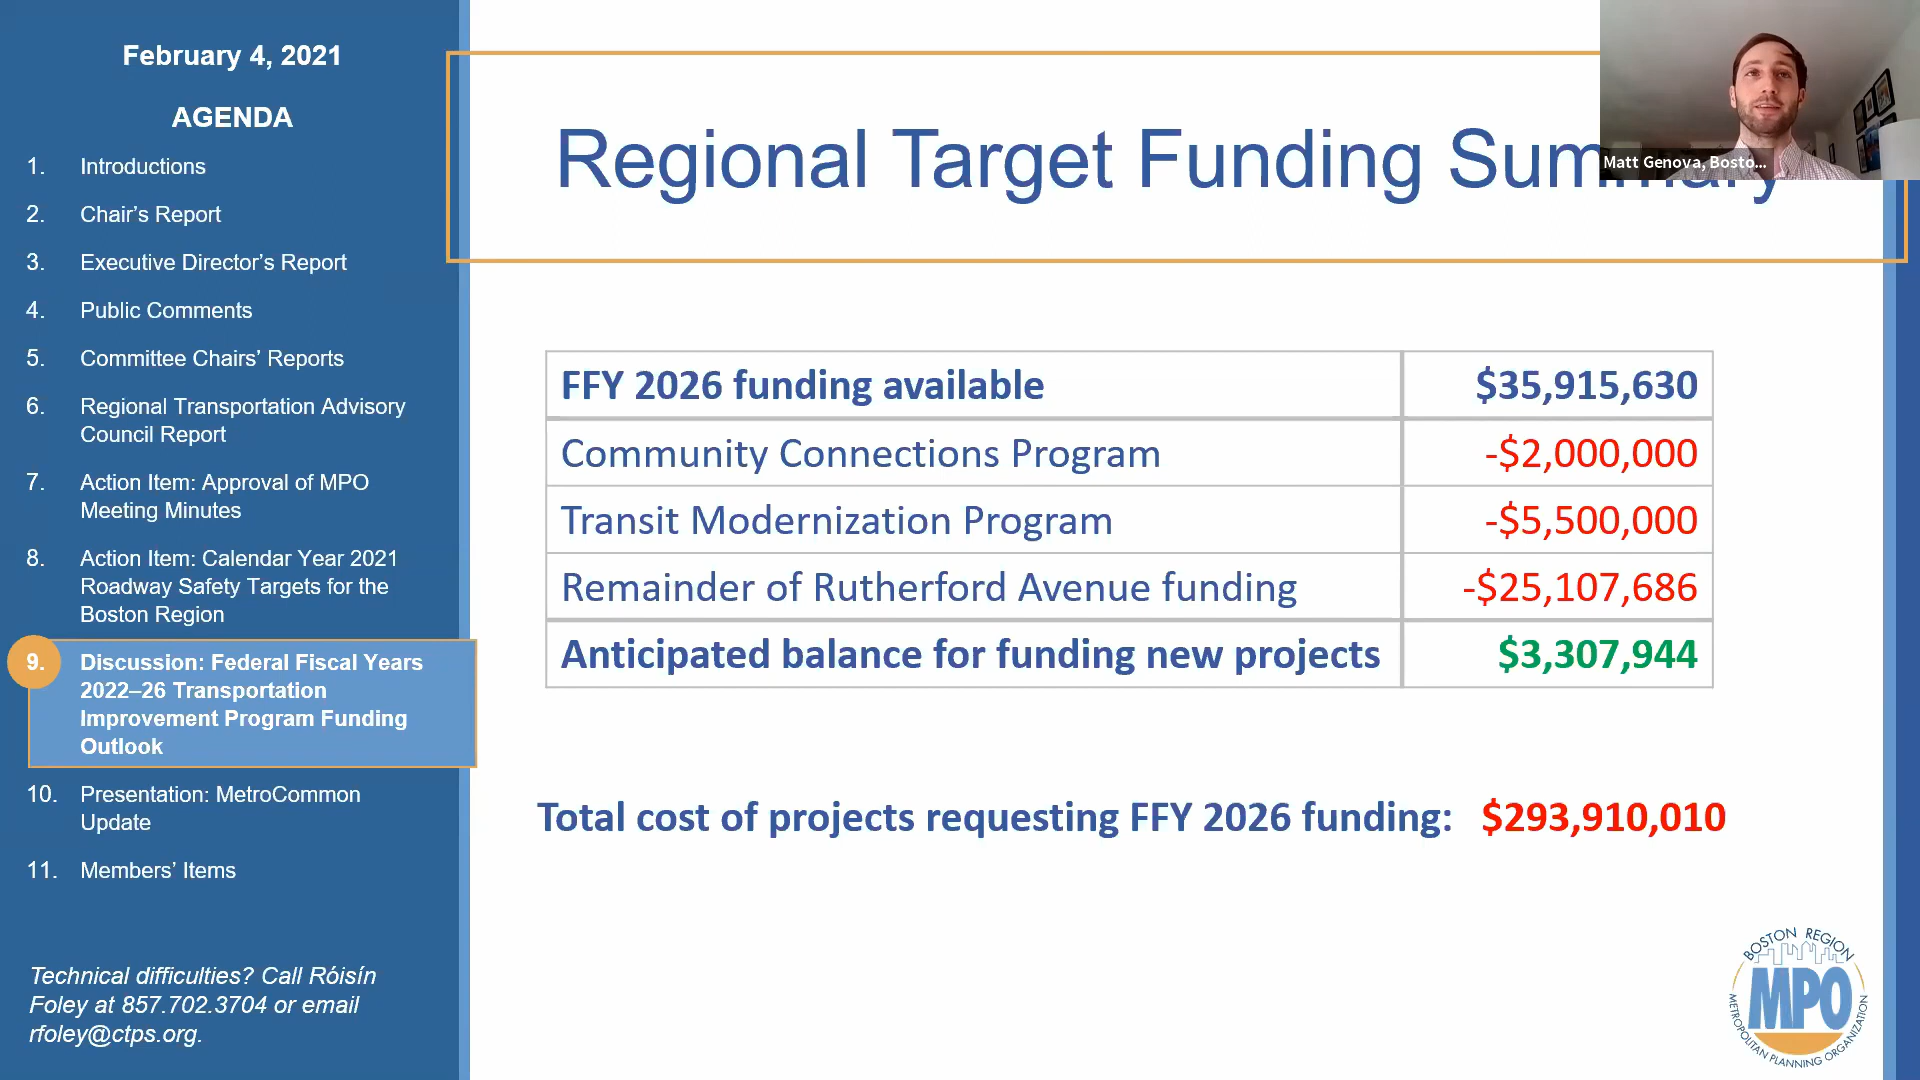 February 4, 2021
AGENDA
1. Introductions
2. Chair’s Report
3. Executive Director’s Report
4. Public Comments
5. Committee Chairs’ Reports
6. Regional Transportation Advisory
Council Report
7. Action Item: Approval of MPO
Meeting Minutes
8. Action Item: Calendar Year 2021
Roadway Safety Targets for the
Boston Region
9. Discussion: Federal Fiscal Years
2022–26 Transportation
Improvement Program Funding
Outlook
10. Presentation: MetroCommon
Update
11. Members’ Items
Technical difficulties? Call Róisín
Foley at 857.702.3704 or email
rfoley@ctps.org.
Regional Target Funding Summary
Matt Genova, Bosto...
FFY 2026 funding available $35,915,630
Community Connections Program -$2,000,000
Transit Modernization Program -$5,500,000
Remainder of Rutherford Avenue funding -$25,107,686
Anticipated balance for funding new projects $3,307,944
Total cost of projects requesting FFY 2026 funding: $293,910,010
BOSTON REGION
MPO
METROPOLITAN PLANNING ORGANIZATION